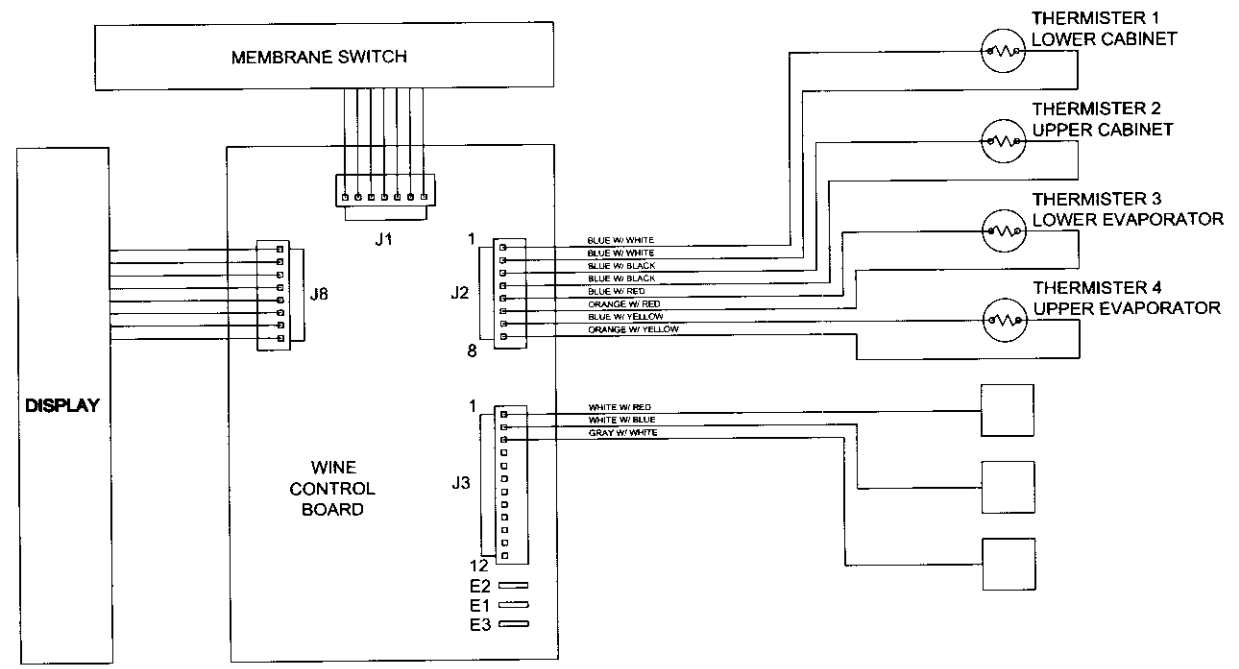 THERMISTER 1
LOWER CABINET
MEMBRANE SWITCH
THERMISTER 2
UPPER CABINET
THERMISTER 3
LOWER EVAPORATOR
J1
1
BLUE W/ WHITE
BLUE W/ WHITE
BLUE W/ BLACK
BLUE W/ BLACK
BLUE W/ RED
ORANGE W/ RED
BLUE W/ YELLOW
ORANGE W/ YELLOW
J8
J2
8
THERMISTER 4
UPPER EVAPORATOR
DISPLAY
1
WHITE W/ RED
WHITE W/ BLUE
GRAY W/ WHITE
WINE
CONTROL
BOARD
J3
12
E2
E1
E3